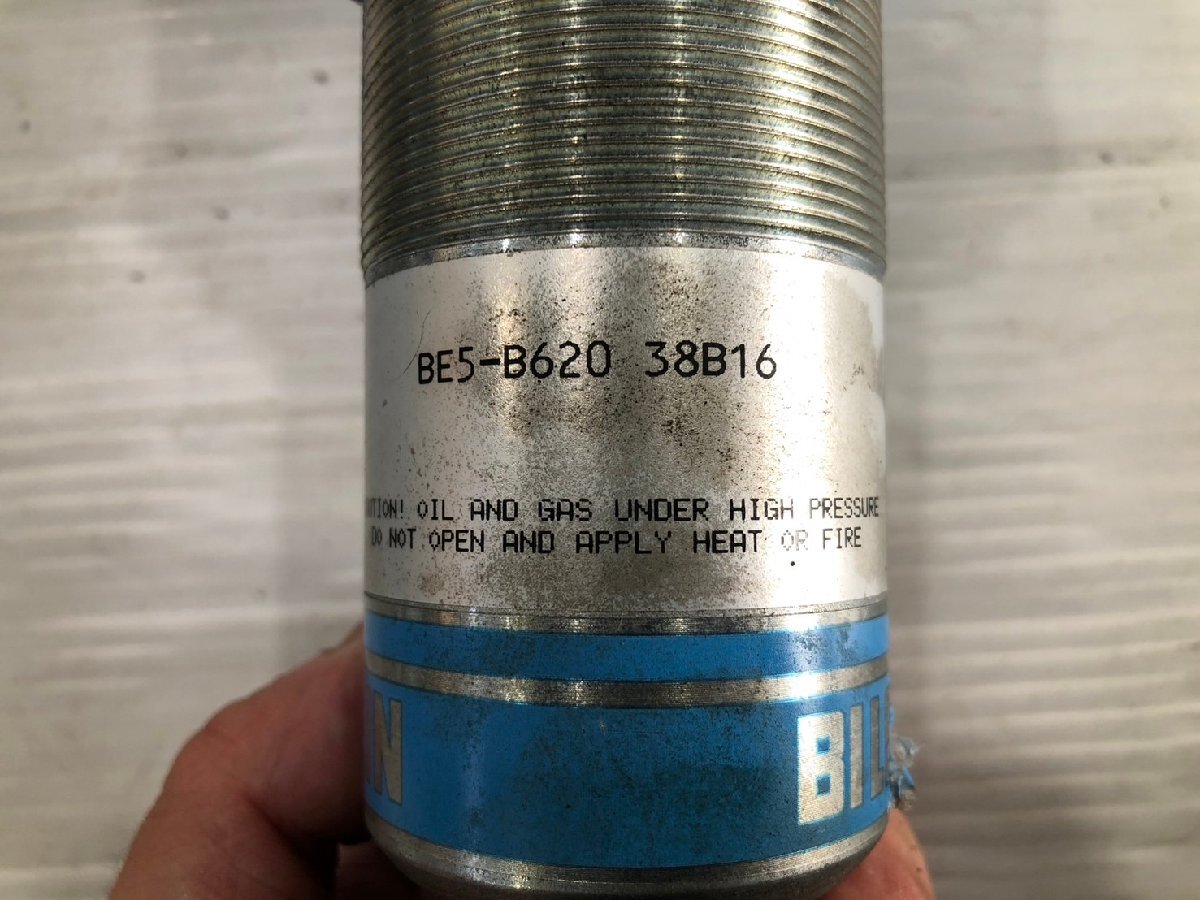 BE5-B620 38B16
OIL AND GAS UNDER HIGH PRESSURE
DO NOT OPEN AND APPLY HEAT OR FIRE